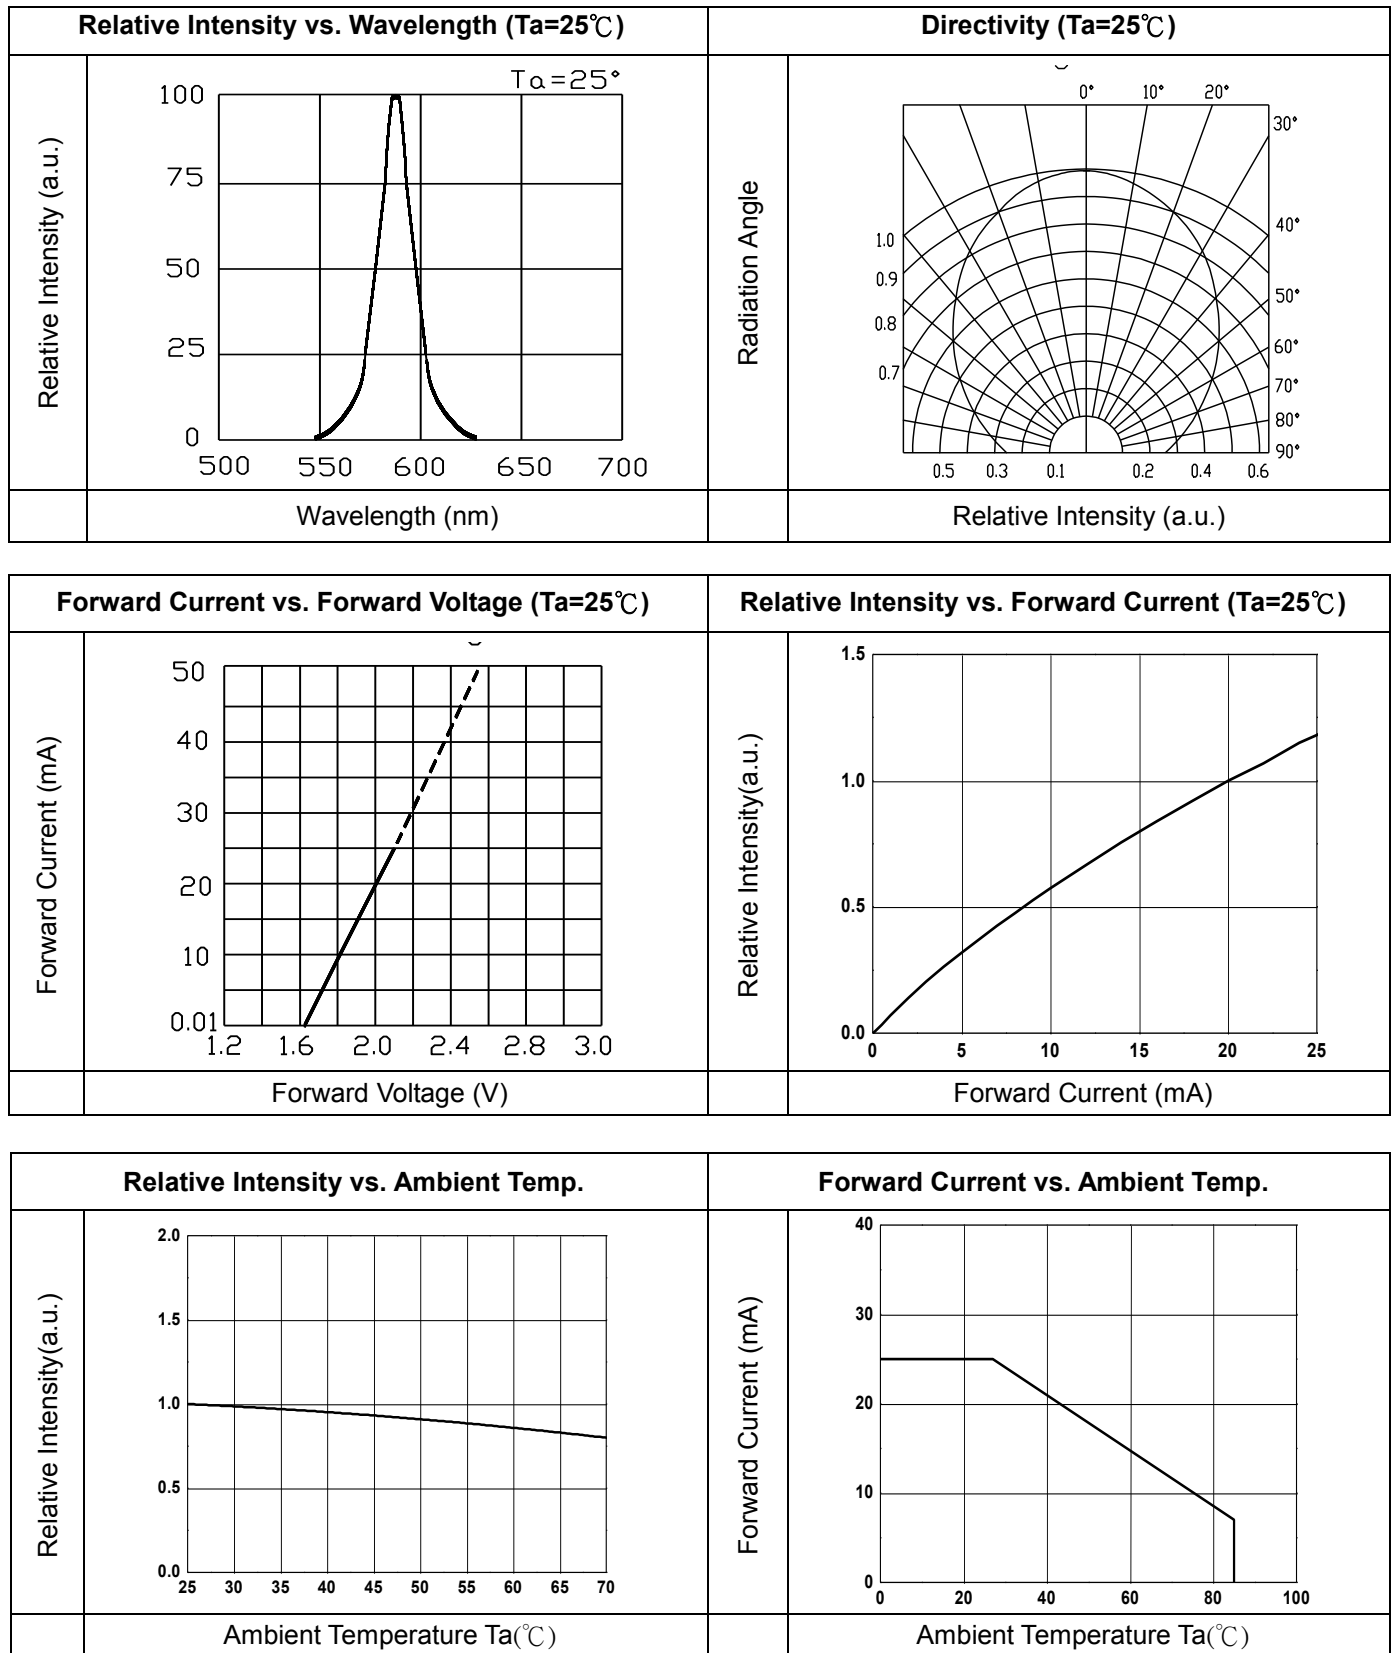 Relative Intensity vs. Wavelength (Ta=25℃)
Directivity (Ta=25℃)
Relative Intensity (a.u.)
Ta=25°
100
75
50
25
0
500 550 600 650 700
Wavelength (nm)
Radiation Angle
0° 10° 20°
30°
40°
50°
60°
70°
80°
90°
1.0
0.9
0.8
0.7
0.5 0.3 0.1 0.2 0.4 0.6
Relative Intensity (a.u.)
Forward Current vs. Forward Voltage (Ta=25℃)
Relative Intensity vs. Forward Current (Ta=25℃)
Forward Current (mA)
50
40
30
20
10
0.01
1.2 1.6 2.0 2.4 2.8 3.0
Forward Voltage (V)
Relative Intensity(a.u.)
1.5
1.0
0.5
0.0
0 5 10 15 20 25
Forward Current (mA)
Relative Intensity vs. Ambient Temp.
Forward Current vs. Ambient Temp.
Relative Intensity(a.u.)
2.0
1.5
1.0
0.5
0.0
25 30 35 40 45 50 55 60 65 70
Ambient Temperature Ta(℃)
Forward Current (mA)
40
30
20
10
0
0 20 40 60 80 100
Ambient Temperature Ta(℃)